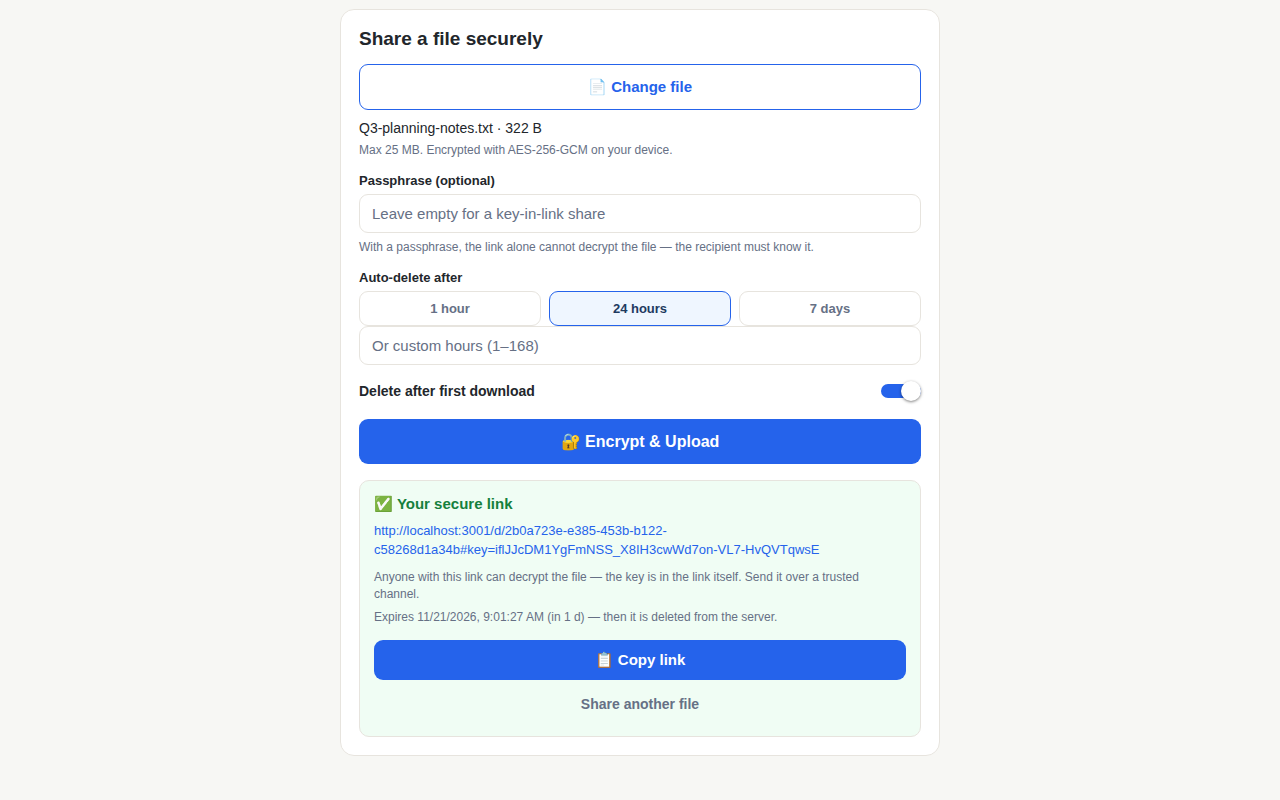 Share a file securely
📄 Change file
Q3-planning-notes.txt · 322 B
Max 25 MB. Encrypted with AES-256-GCM on your device.
Passphrase (optional)
Leave empty for a key-in-link share
With a passphrase, the link alone cannot decrypt the file — the recipient must know it.
Auto-delete after
1 hour
24 hours
7 days
Or custom hours (1–168)
Delete after first download
🔐 Encrypt & Upload
✅ Your secure link
http://localhost:3001/d/2b0a723e-e385-453b-b122-
c58268d1a34b#key=iflJJcDM1YgFmNSS_X8IH3cwWd7on-VL7-HvQVTqwsE
Anyone with this link can decrypt the file — the key is in the link itself. Send it over a trusted
channel.
Expires 11/21/2026, 9:01:27 AM (in 1 d) — then it is deleted from the server.
📋 Copy link
Share another file